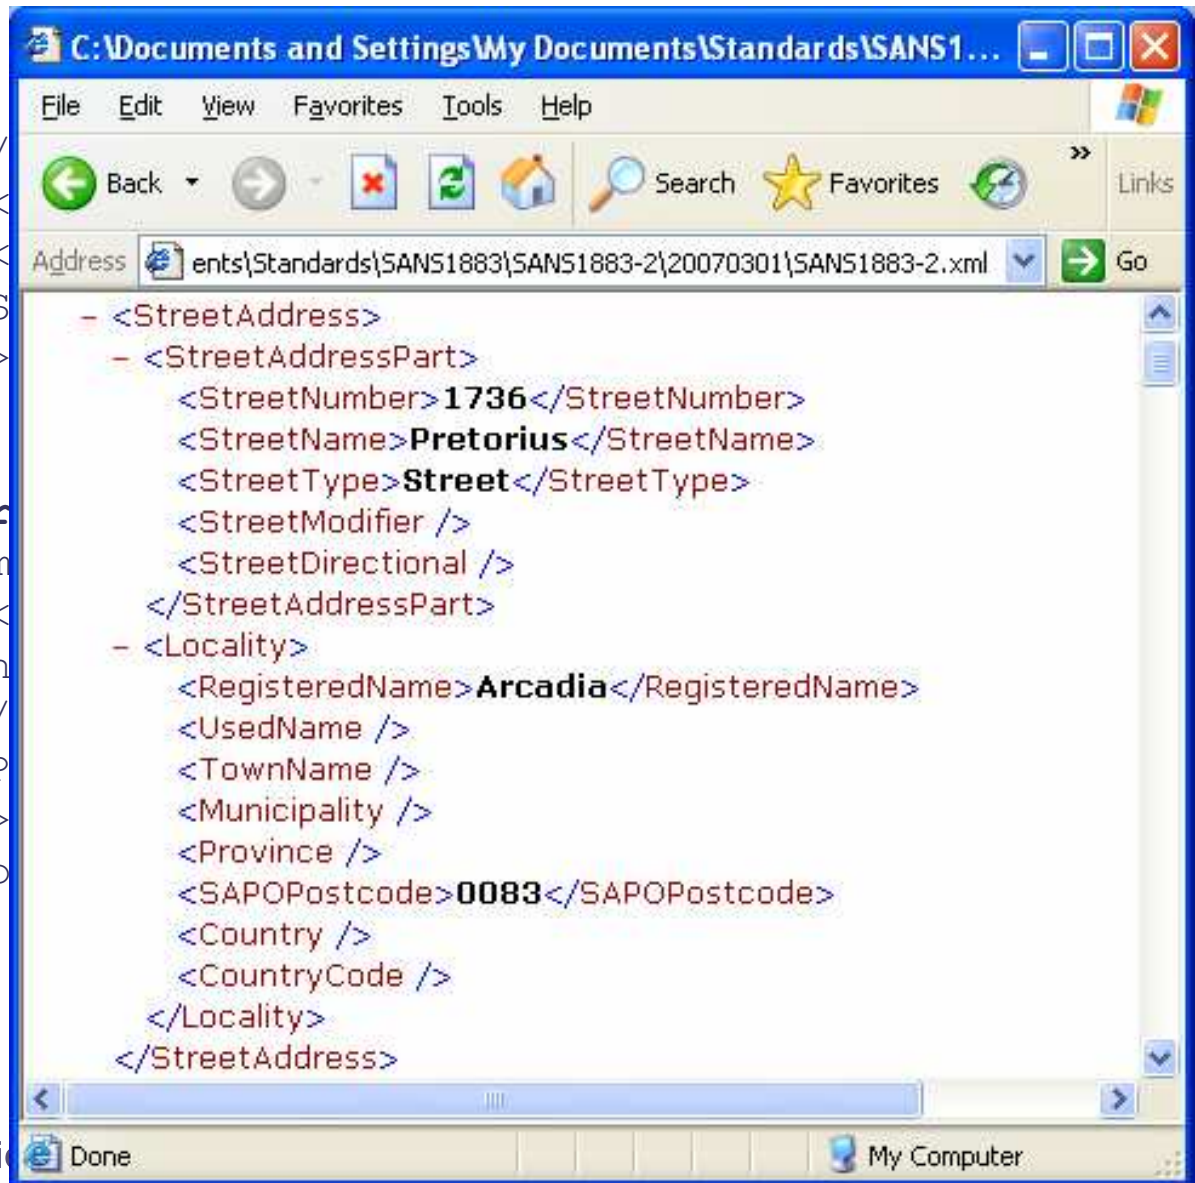 C:\Documents and Settings\My Documents\Standards\SANS1...
File Edit View Favorites Tools Help
Back Search Favorites » Links
Address ents\Standards\SANS1883\SANS1883-2\20070301\SANS1883-2.xml Go
- <StreetAddress>
- <StreetAddressPart>
<StreetNumber>1736</StreetNumber>
<StreetName>Pretorius</StreetName>
<StreetType>Street</StreetType>
<StreetModifier />
<StreetDirectional />
</StreetAddressPart>
- <Locality>
<RegisteredName>Arcadia</RegisteredName>
<UsedName />
<TownName />
<Municipality />
<Province />
<SAPOPostcode>0083</SAPOPostcode>
<Country />
<CountryCode />
</Locality>
</StreetAddress>
Done My Computer